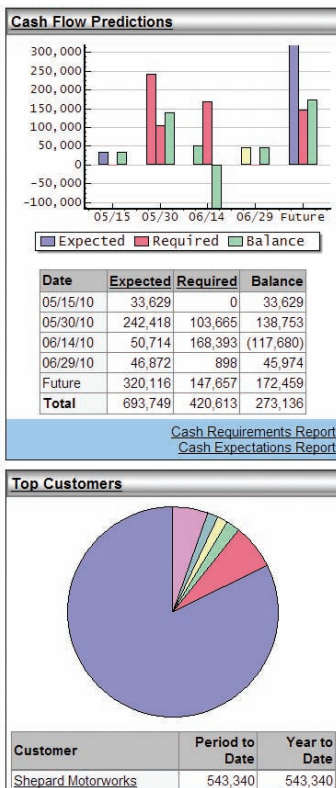 Cash Flow Predictions
300,000
250,000
200,000
150,000
100,000
50,000
0
-50,000
-100,000
05/15 05/30 06/14 06/29 Future
Expected Required Balance
Date Expected Required Balance
05/15/10 33,629 0 33,629
05/30/10 242,418 103,665 138,753
06/14/10 50,714 168,393 (117,680)
06/29/10 46,872 898 45,974
Future 320,116 147,657 172,459
Total 693,749 420,613 273,136
Cash Requirements Report
Cash Expectations Report
Top Customers
Customer Period to Date Year to Date
Shepard Motorworks 543,340 543,340